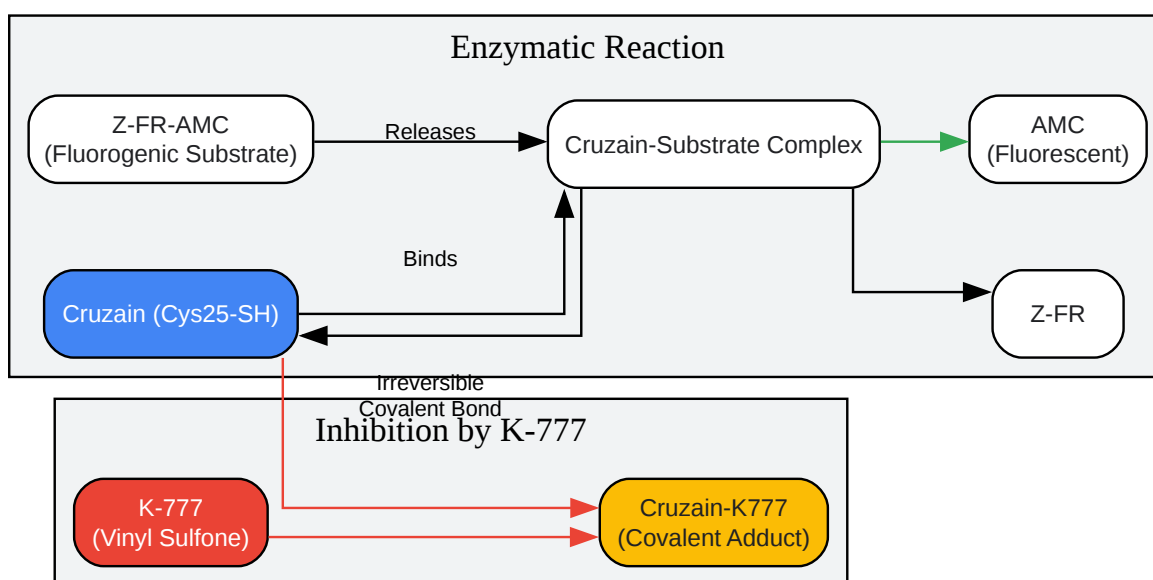 Enzymatic Reaction
Z-FR-AMC
(Fluorogenic Substrate)
Releases
Cruzain-Substrate Complex
AMC
(Fluorescent)
Binds
Cruzain (Cys25-SH)
Z-FR
Irreversible
Covalent Bond
Inhibition by K-777
K-777
(Vinyl Sulfone)
Cruzain-K777
(Covalent Adduct)